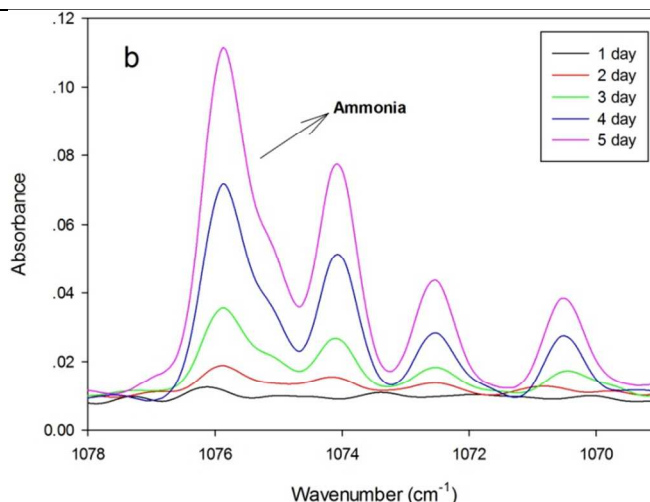 .12
b
1 day
2 day
3 day
4 day
5 day
.10
Ammonia
.08
Absorbance
.06
.04
.02
0.00
1078
1076
1074
1072
1070
Wavenumber (cm⁻¹)